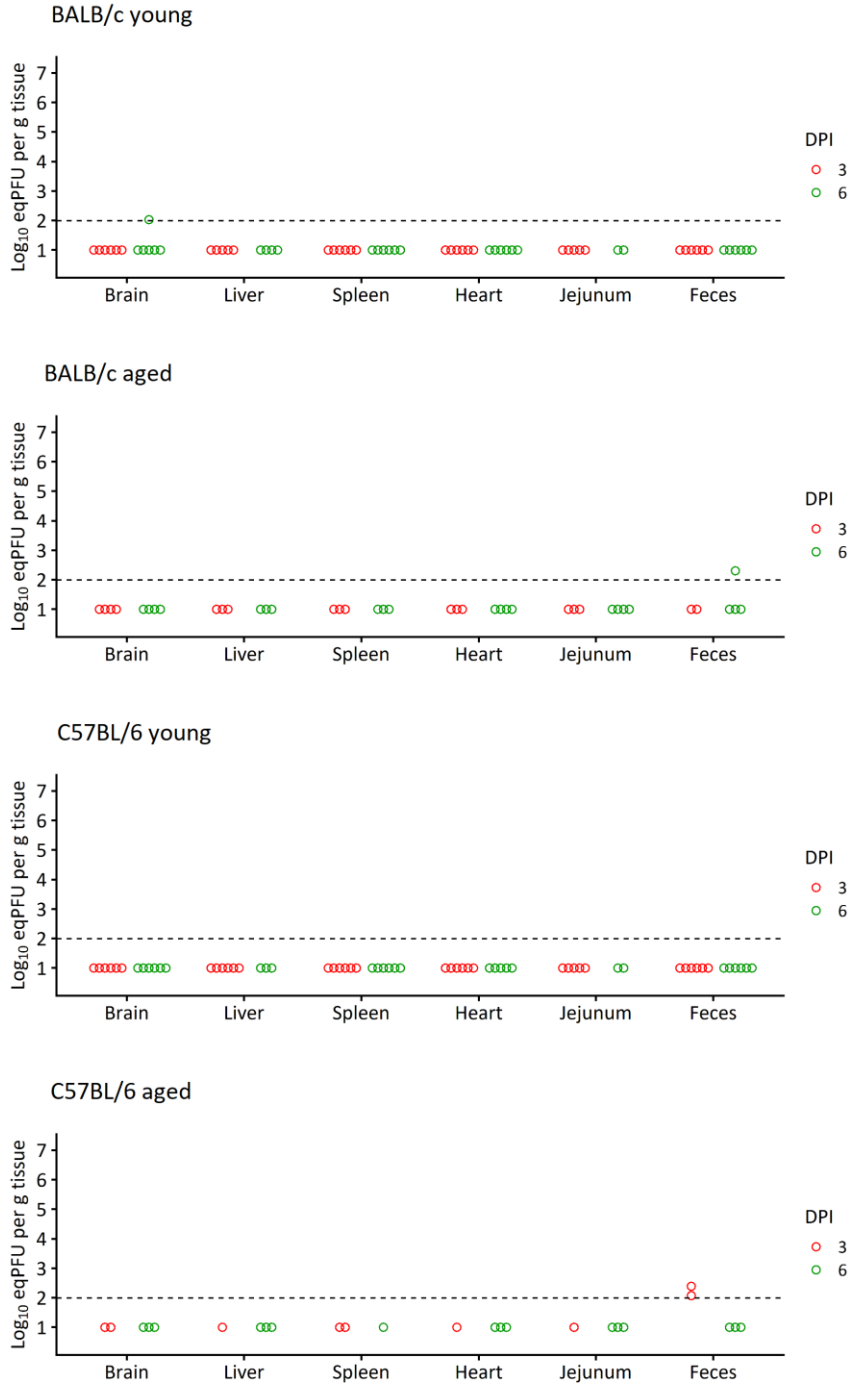 BALB/c young
Log10 eqPFU per g tissue
7
6
5
4
3
2
1
Brain Liver Spleen Heart Jejunum Feces
DPI
3
6
BALB/c aged
Log10 eqPFU per g tissue
7
6
5
4
3
2
1
Brain Liver Spleen Heart Jejunum Feces
DPI
3
6
C57BL/6 young
Log10 eqPFU per g tissue
7
6
5
4
3
2
1
Brain Liver Spleen Heart Jejunum Feces
DPI
3
6
C57BL/6 aged
Log10 eqPFU per g tissue
7
6
5
4
3
2
1
Brain Liver Spleen Heart Jejunum Feces
DPI
3
6